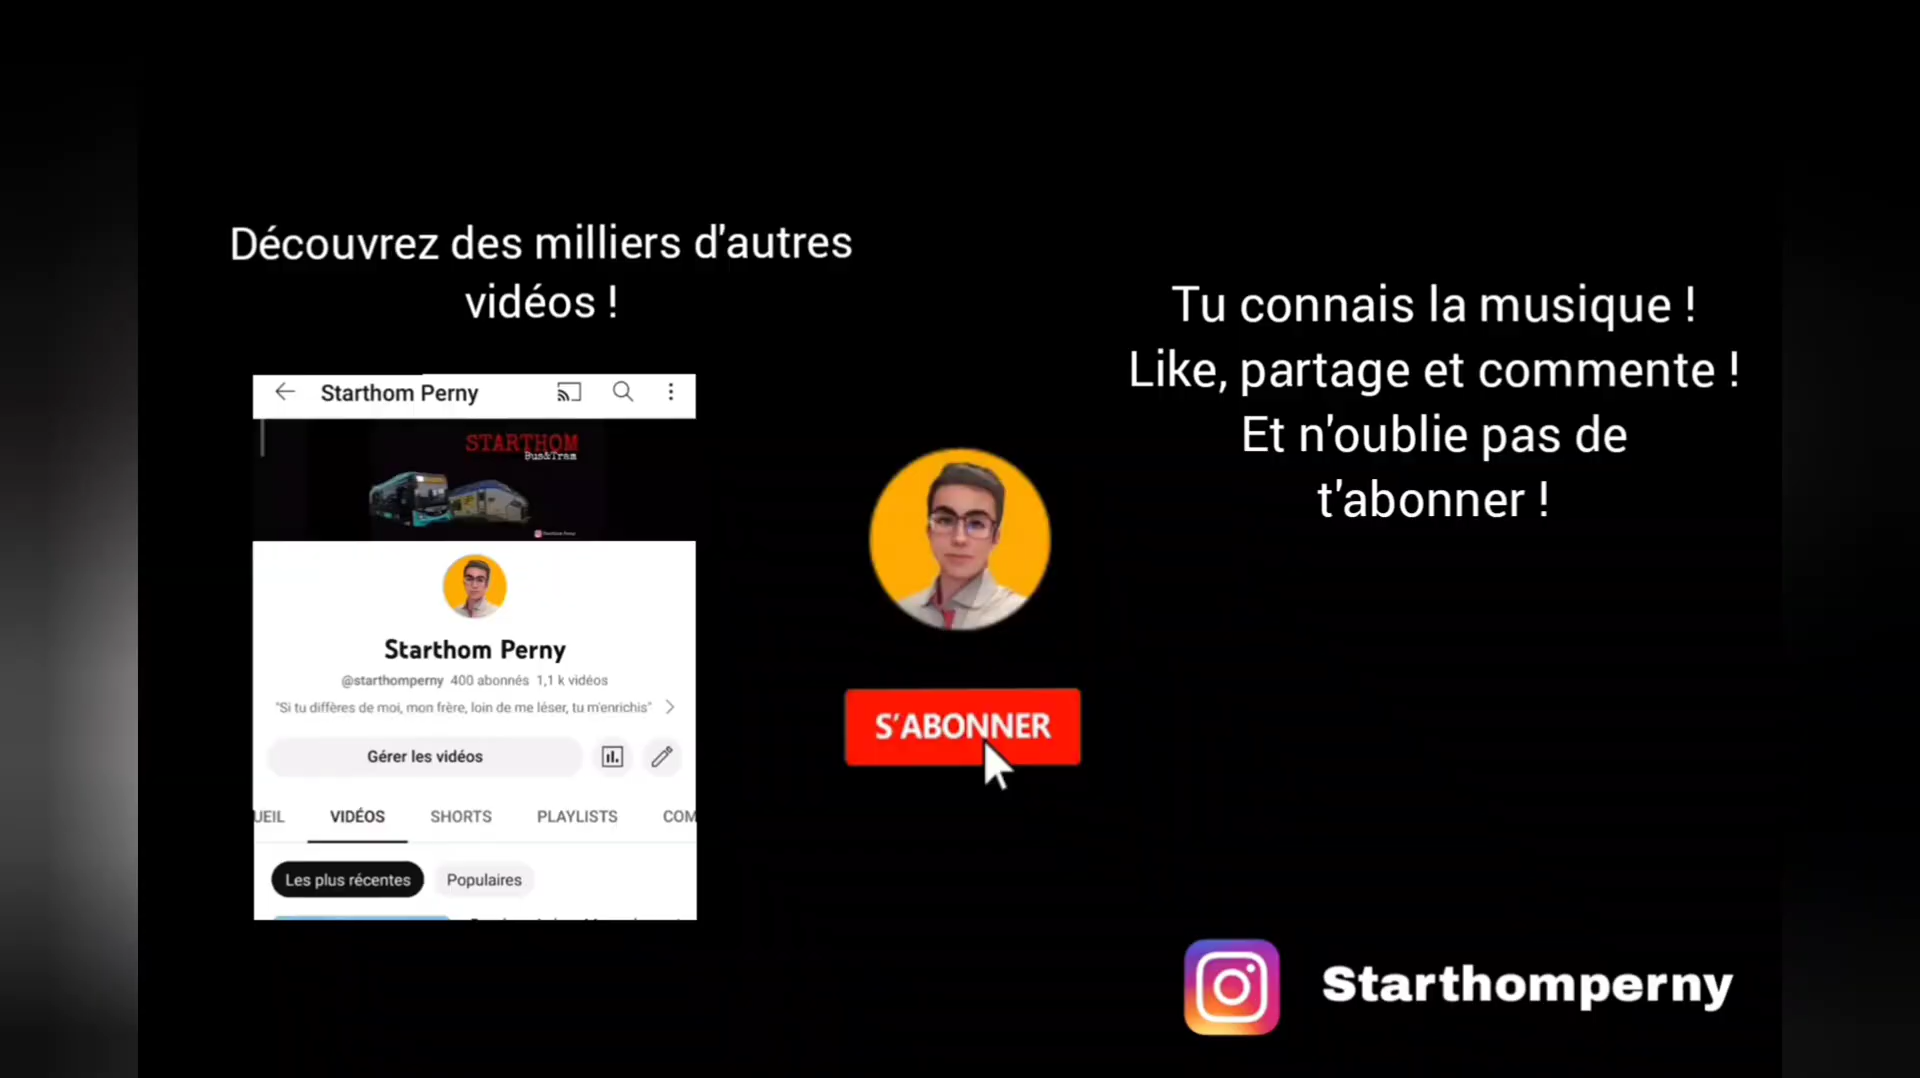 Découvrez des milliers d'autres
vidéos !
Starthom Perny
STARTHOM
Bus&Tram
Starthom Perny
@starthomperny 400 abonnés 1,1 k vidéos
"Si tu diffères de moi, mon frère, loin de me léser, tu m'enrichis"
Gérer les vidéos
UEIL VIDÉOS SHORTS PLAYLISTS COM
Les plus récentes Populaires
S'ABONNER
Tu connais la musique !
Like, partage et commente !
Et n'oublie pas de
t'abonner !
Starthomperny